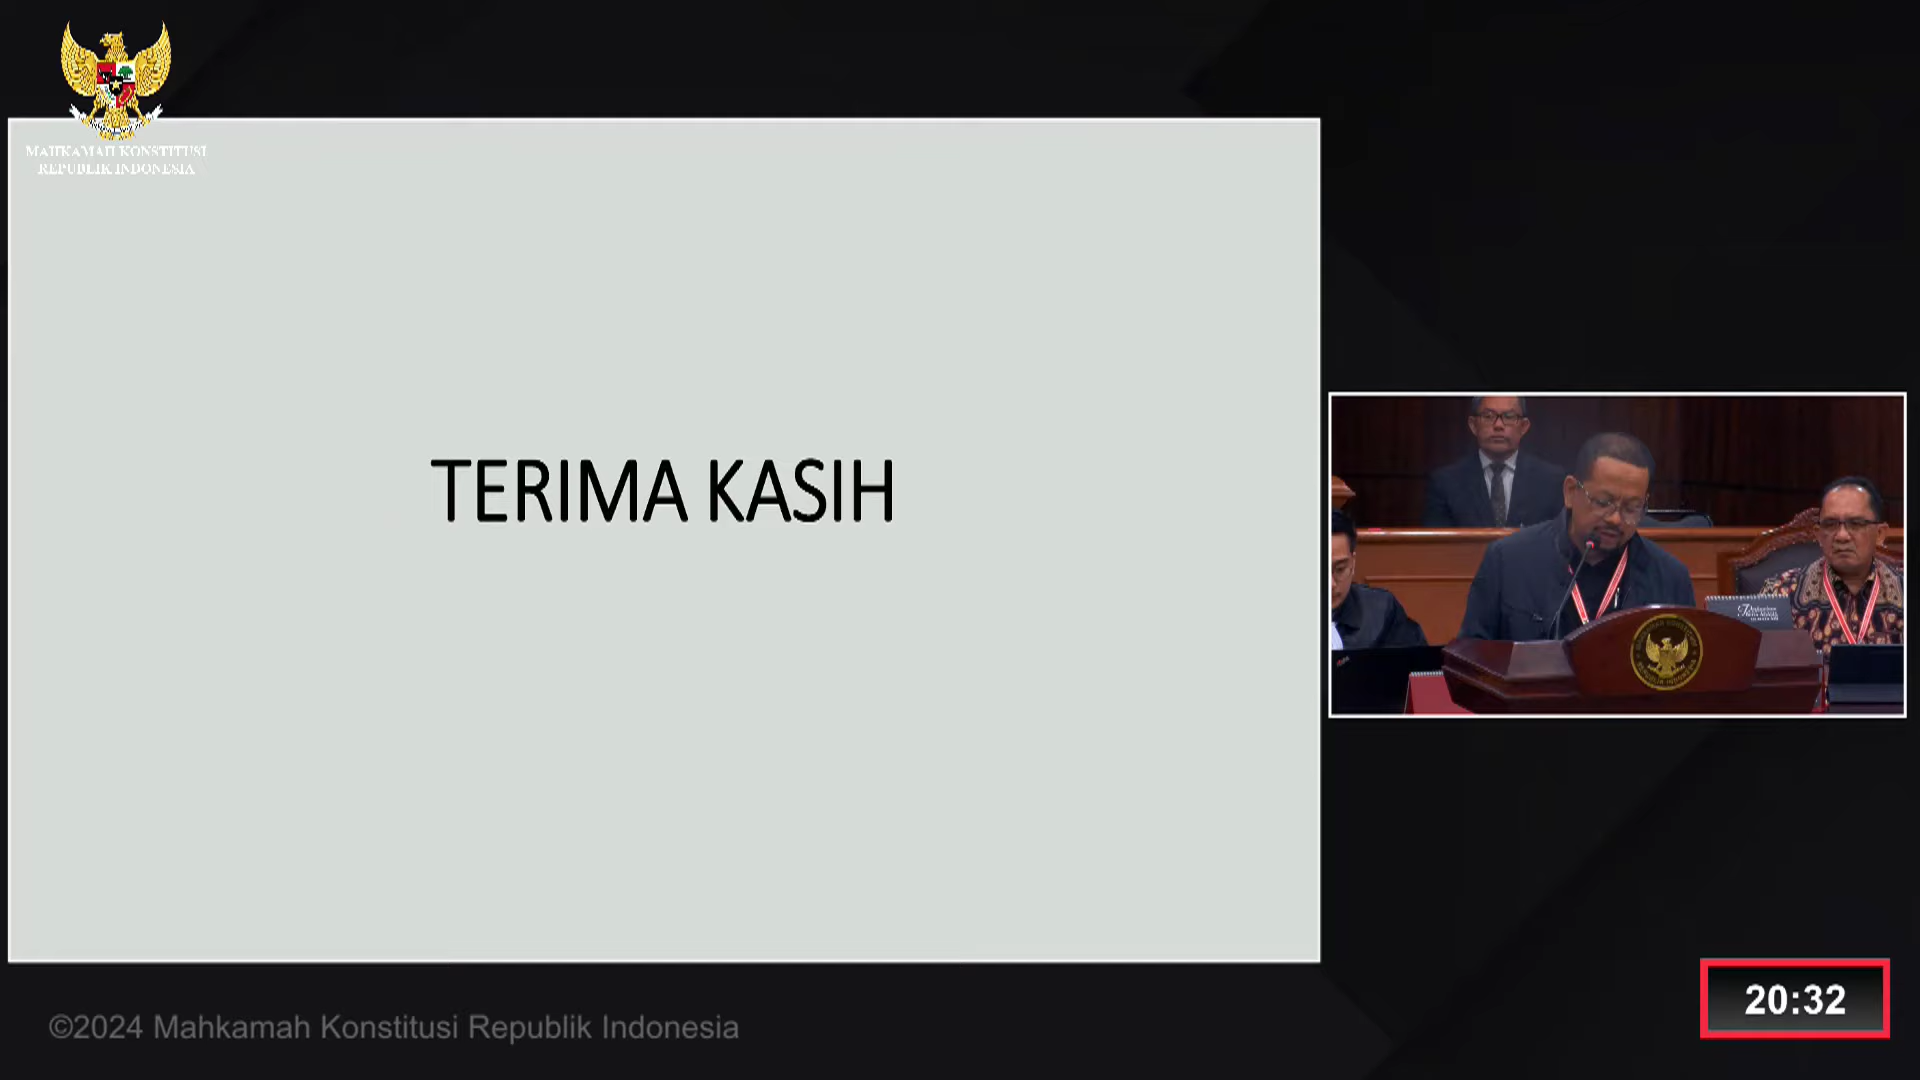 MAHKAMAH KONSTITUSI
REPUBLIK INDONESIA
TERIMA KASIH
©2024 Mahkamah Konstitusi Republik Indonesia
20:32